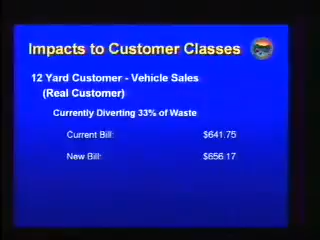 Impacts to Customer Classes
12 Yard Customer - Vehicle Sales
(Real Customer)
Currently Diverting 33% of Waste
Current Bill: $641.75
New Bill: $656.17